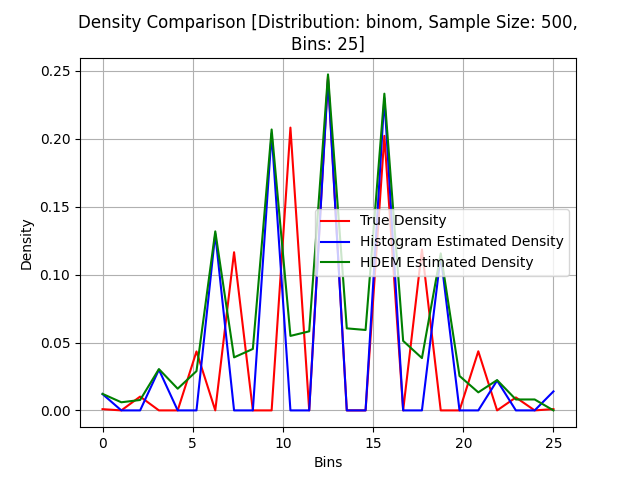 Density Comparison [Distribution: binom, Sample Size: 500,
Bins: 25]
0.25
0.20
0.15
0.10
0.05
0.00
Density
True Density
Histogram Estimated Density
HDEM Estimated Density
0 5 10 15 20 25
Bins